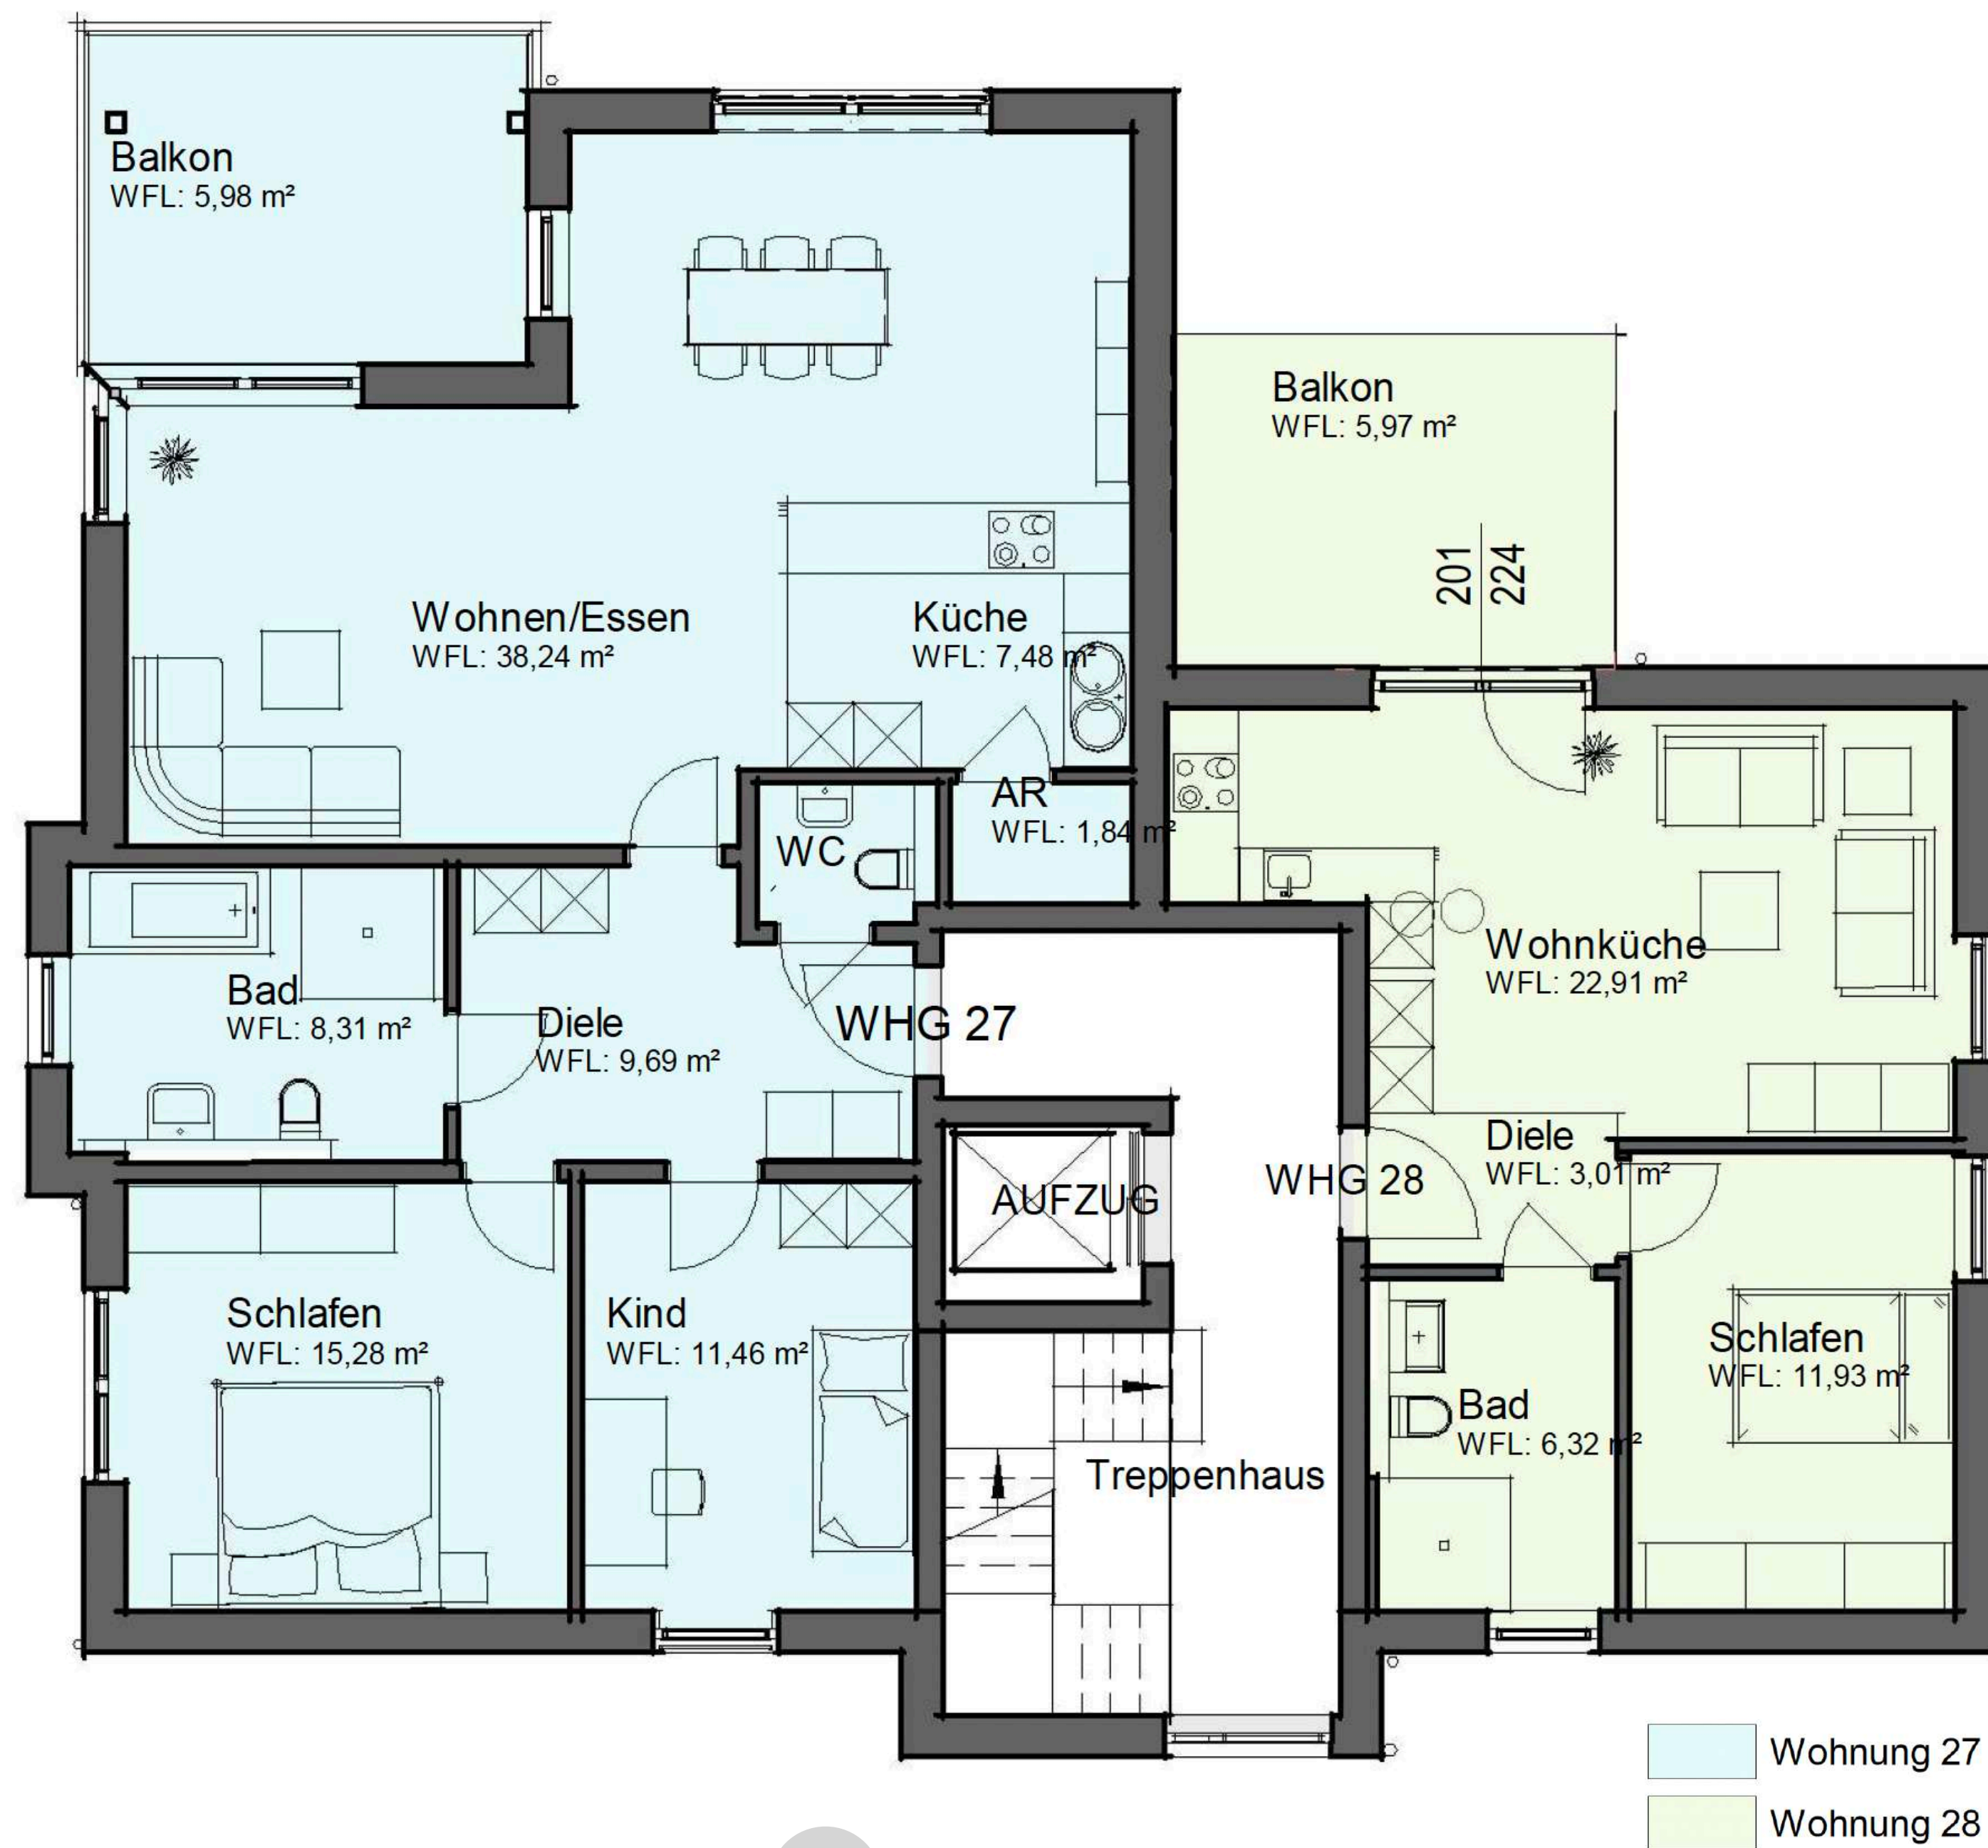 Balkon
WFL: 5,98 m²
Balkon
WFL: 5,97 m²
201
224
Wohnen/Essen
WFL: 38,24 m²
Küche
WFL: 7,48 m²
AR
WFL: 1,84 m²
WC
Wohnküche
WFL: 22,91 m²
Bad
WFL: 8,31 m²
Diele
WFL: 9,69 m²
WHG 27
Diele
WFL: 3,01 m²
WHG 28
AUFZUG
Schlafen
WFL: 15,28 m²
Kind
WFL: 11,46 m²
Schlafen
WFL: 11,93 m²
Bad
WFL: 6,32 m²
Treppenhaus
Wohnung 27
Wohnung 28